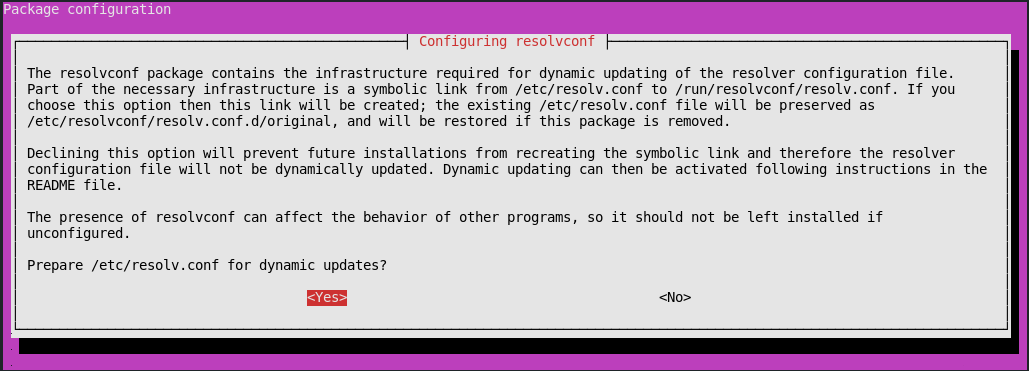 Package configuration
Configuring resolvconf
The resolvconf package contains the infrastructure required for dynamic updating of the resolver configuration file.
Part of the necessary infrastructure is a symbolic link from /etc/resolv.conf to /run/resolvconf/resolv.conf. If you
choose this option then this link will be created; the existing /etc/resolv.conf file will be preserved as
/etc/resolvconf/resolv.conf.d/original, and will be restored if this package is removed.
Declining this option will prevent future installations from recreating the symbolic link and therefore the resolver
configuration file will not be dynamically updated. Dynamic updating can then be activated following instructions in the
README file.
The presence of resolvconf can affect the behavior of other programs, so it should not be left installed if
unconfigured.
Prepare /etc/resolv.conf for dynamic updates?
<Yes> <No>